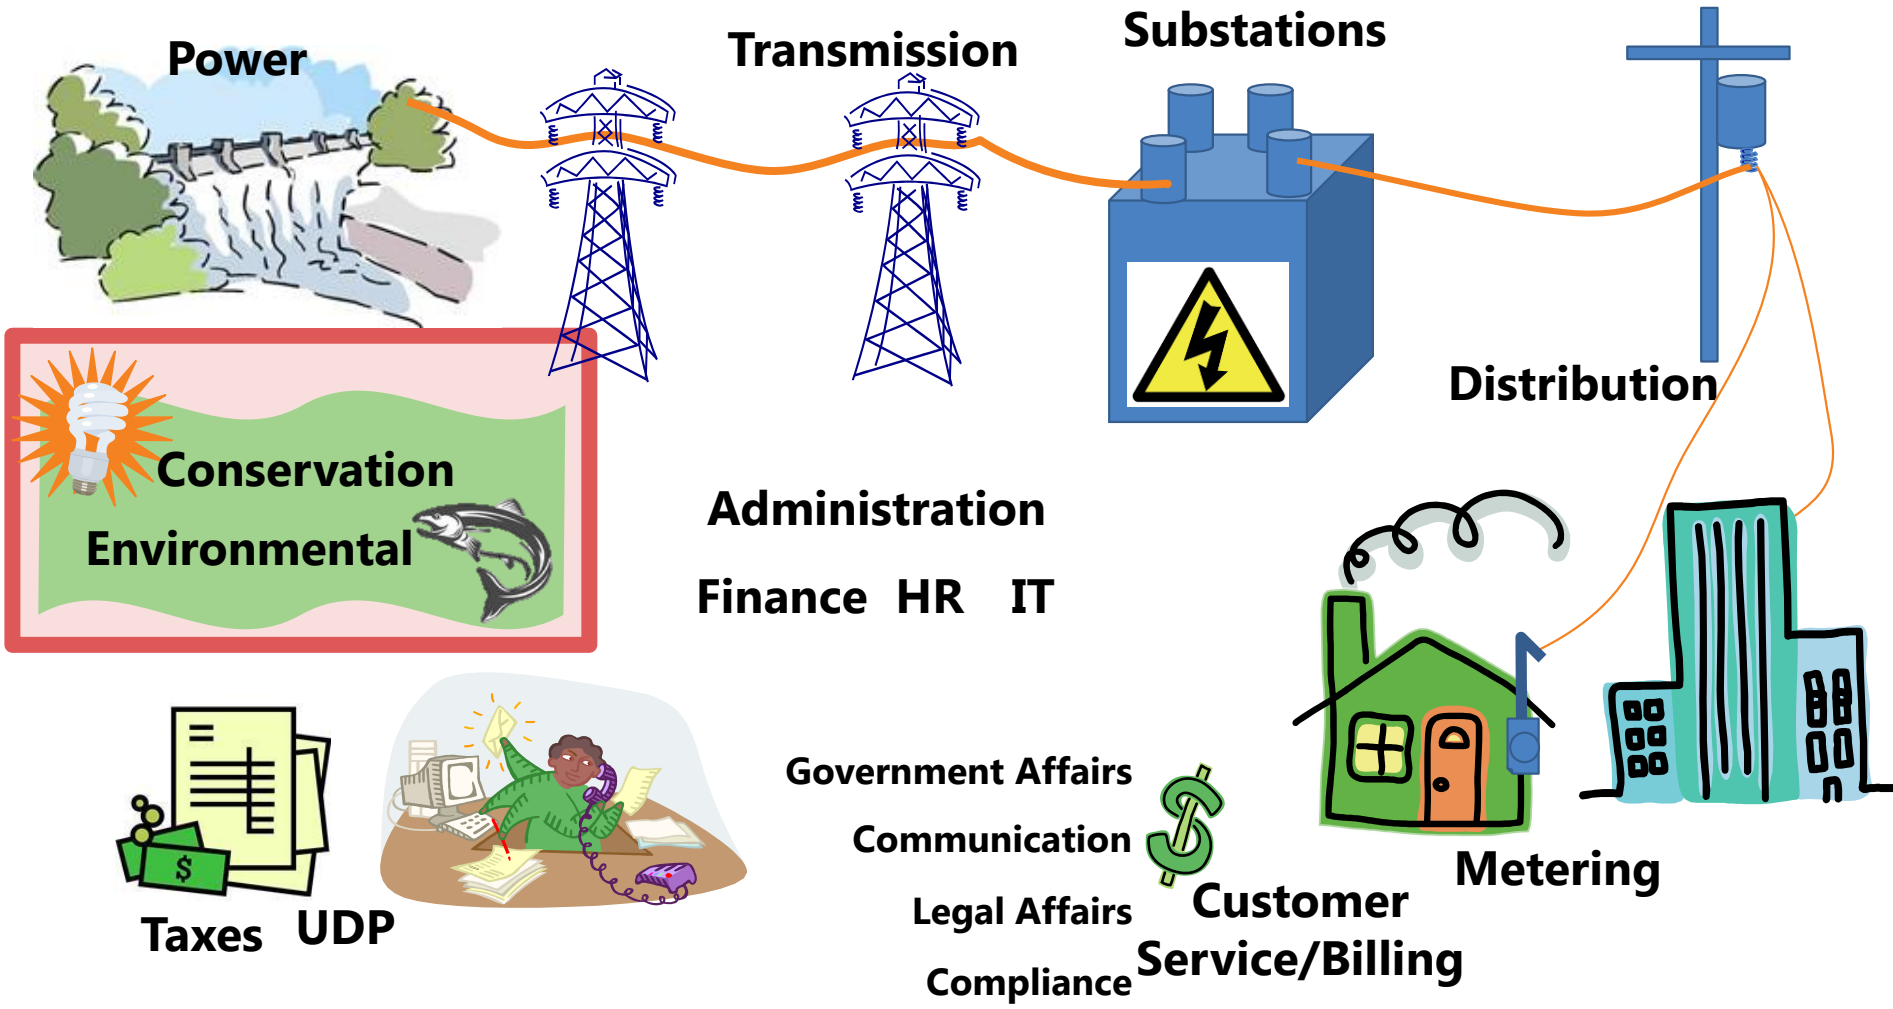 Power
Transmission
Substations
Distribution
Conservation
Environmental
Administration
Finance HR IT
Government Affairs
Communication
Legal Affairs
Compliance
$
Taxes UDP
$
Customer
Service/Billing
Metering